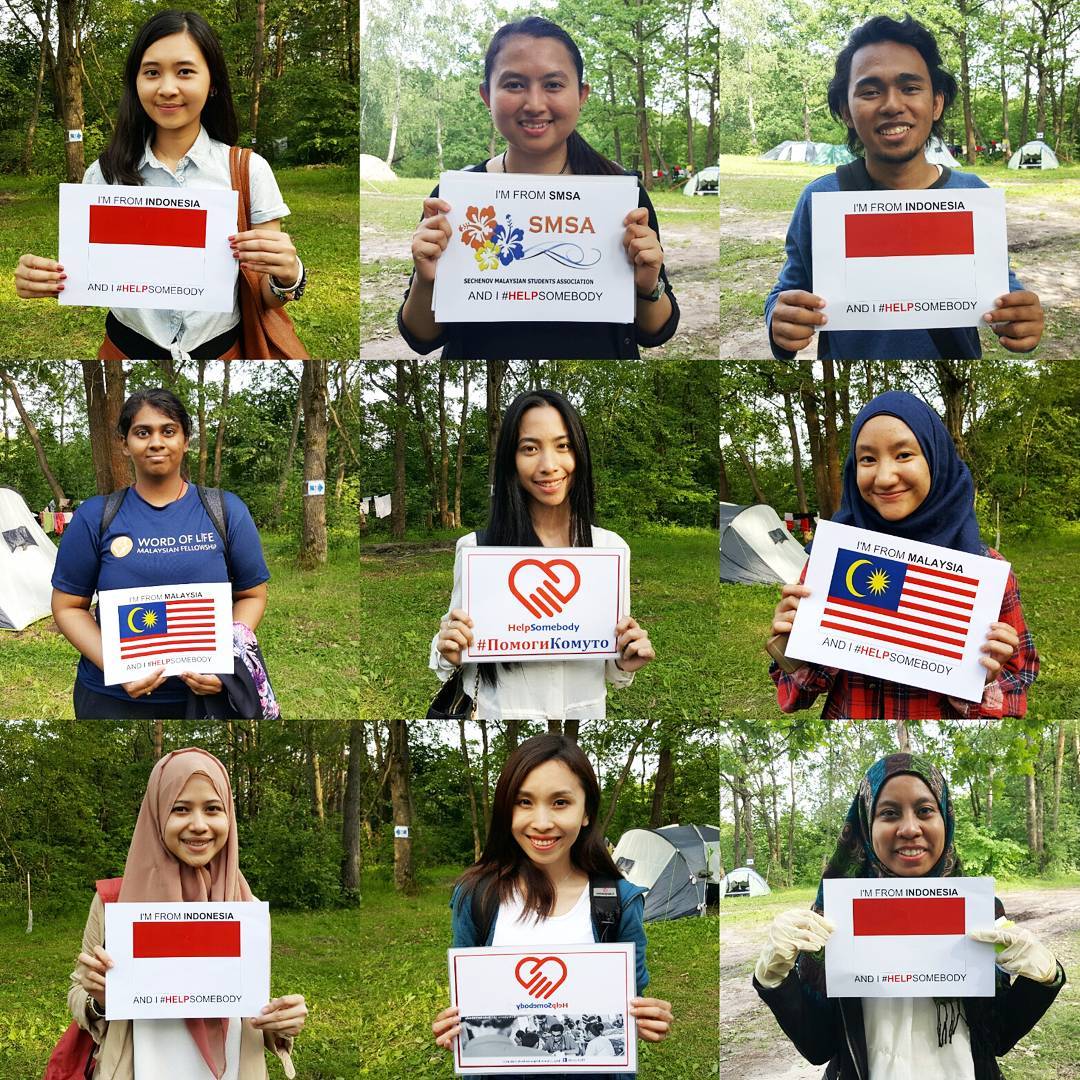 I'M FROM INDONESIA
AND I #HELPSOMEBODY
I'M FROM SMSA
SMSA
SECHENOV MALAYSIAN STUDENTS ASSOCIATION
AND I #HELPSOMEBODY
I'M FROM INDONESIA
AND I #HELPSOMEBODY
WORD OF LIFE
MALAYSIAN FELLOWSHIP
I'M FROM MALAYSIA
AND I #HELPSOMEBODY
HelpSomebody
#ПомогиКомуто
I'M FROM MALAYSIA
AND I #HELPSOMEBODY
I'M FROM INDONESIA
AND I #HELPSOMEBODY
HelpSomebody
I'M FROM INDONESIA
AND I #HELPSOMEBODY